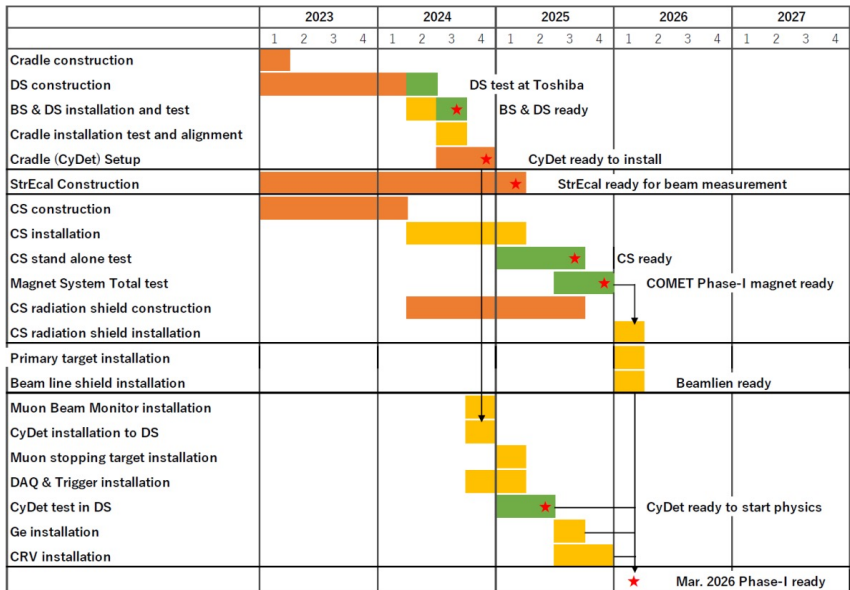 2023 2024 2025 2026 2027
1 2 3 4 1 2 3 4 1 2 3 4 1 2 3 4 1 2 3 4
Cradle construction
DS construction DS test at Toshiba
BS & DS installation and test BS & DS ready
Cradle installation test and alignment
Cradle (CyDet) Setup CyDet ready to install
StrEcal Construction StrEcal ready for beam measurement
CS construction
CS installation
CS stand alone test CS ready
Magnet System Total test COMET Phase-I magnet ready
CS radiation shield construction
CS radiation shield installation
Primary target installation
Beam line shield installation Beamlien ready
Muon Beam Monitor installation
CyDet installation to DS
Muon stopping target installation
DAQ & Trigger installation
CyDet test in DS CyDet ready to start physics
Ge installation
CRV installation
Mar. 2026 Phase-I ready